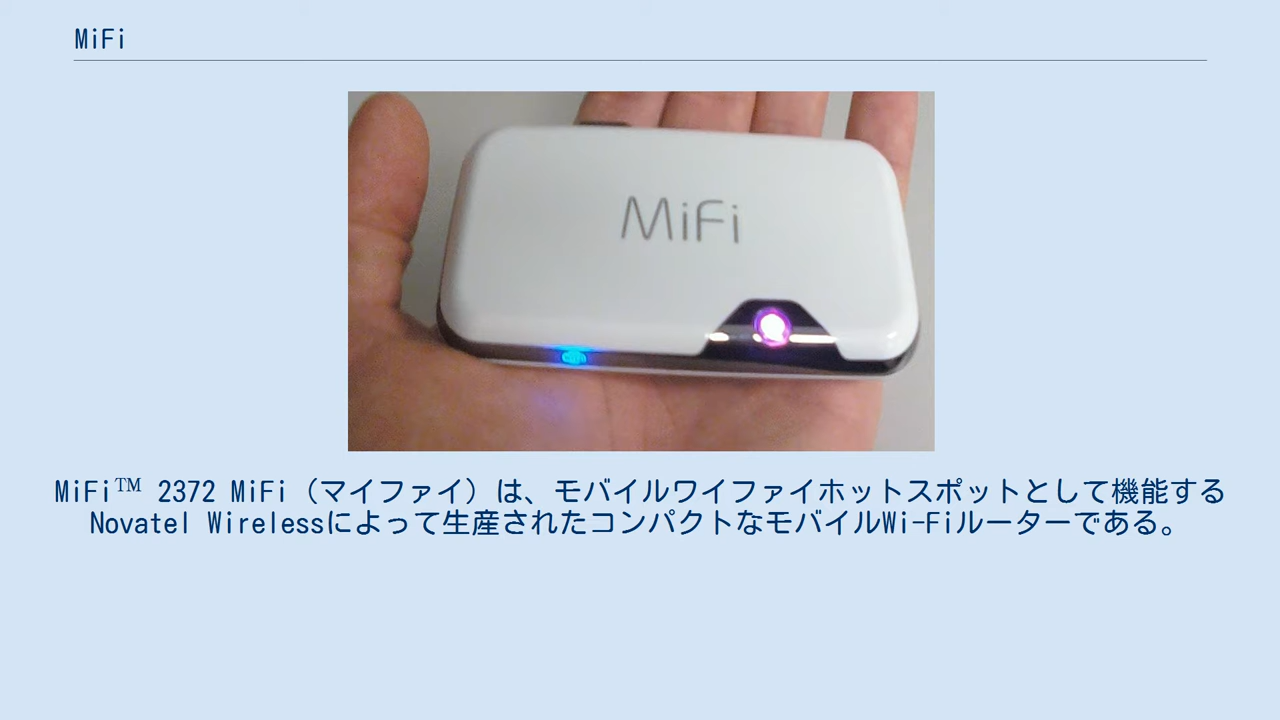 MiFi
MiFi
MiFi™ 2372 MiFi（マイファイ）は、モバイルワイファイホットスポットとして機能する
Novatel Wirelessによって生産されたコンパクトなモバイルWi-Fiルーターである。